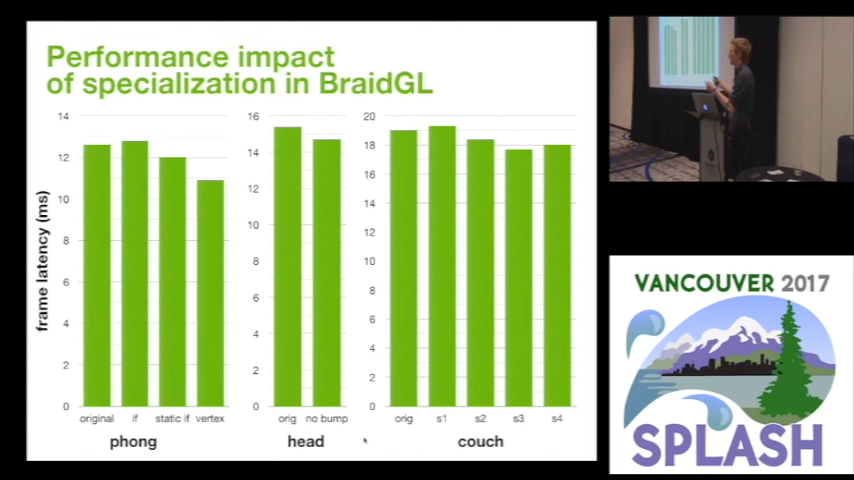 Performance impact
of specialization in BraidGL
frame latency (ms)
14
12
10
8
6
4
2
0
original if static if vertex
phong
16
14
12
10
8
6
4
2
0
orig no bump
head
20
18
16
14
12
10
8
6
4
2
0
orig s1 s2 s3 s4
couch
VANCOUVER 2017
SPLASH